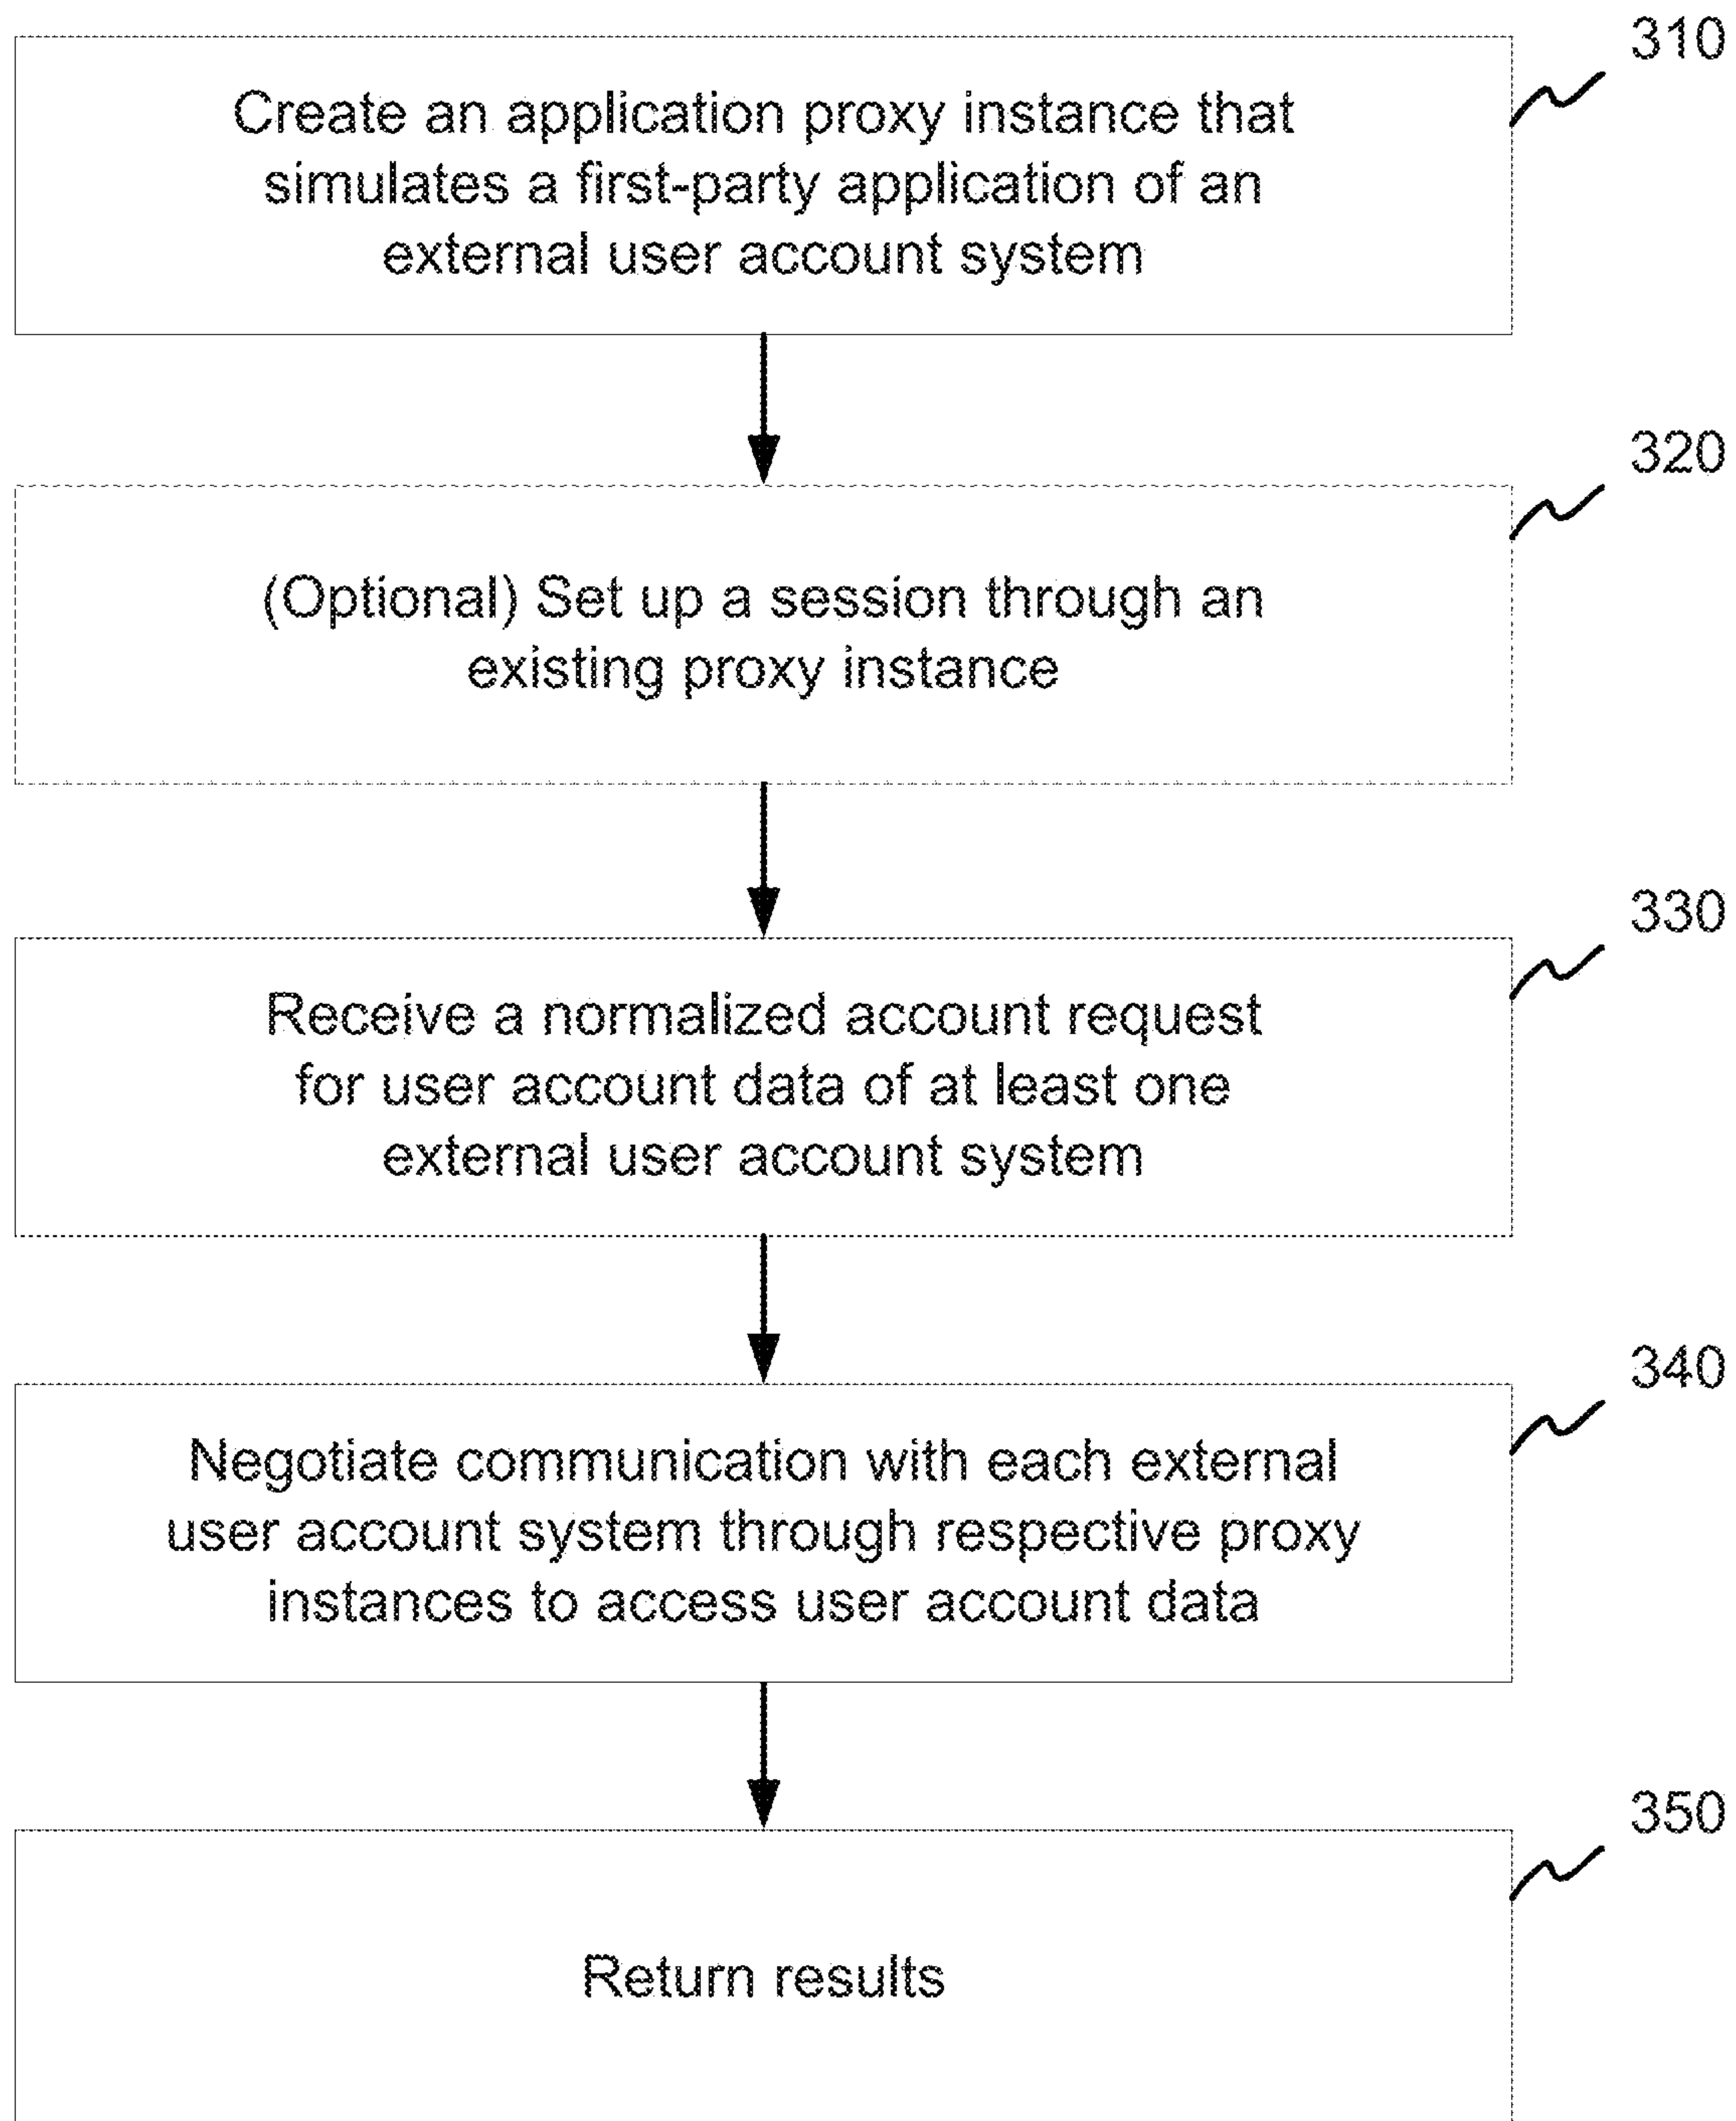 310
Create an application proxy instance that
simulates a first-party application of an
external user account system
320
(Optional) Set up a session through an
existing proxy instance
330
Receive a normalized account request
for user account data of at least one
external user account system
340
Negotiate communication with each external
user account system through respective proxy
instances to access user account data
350
Return results